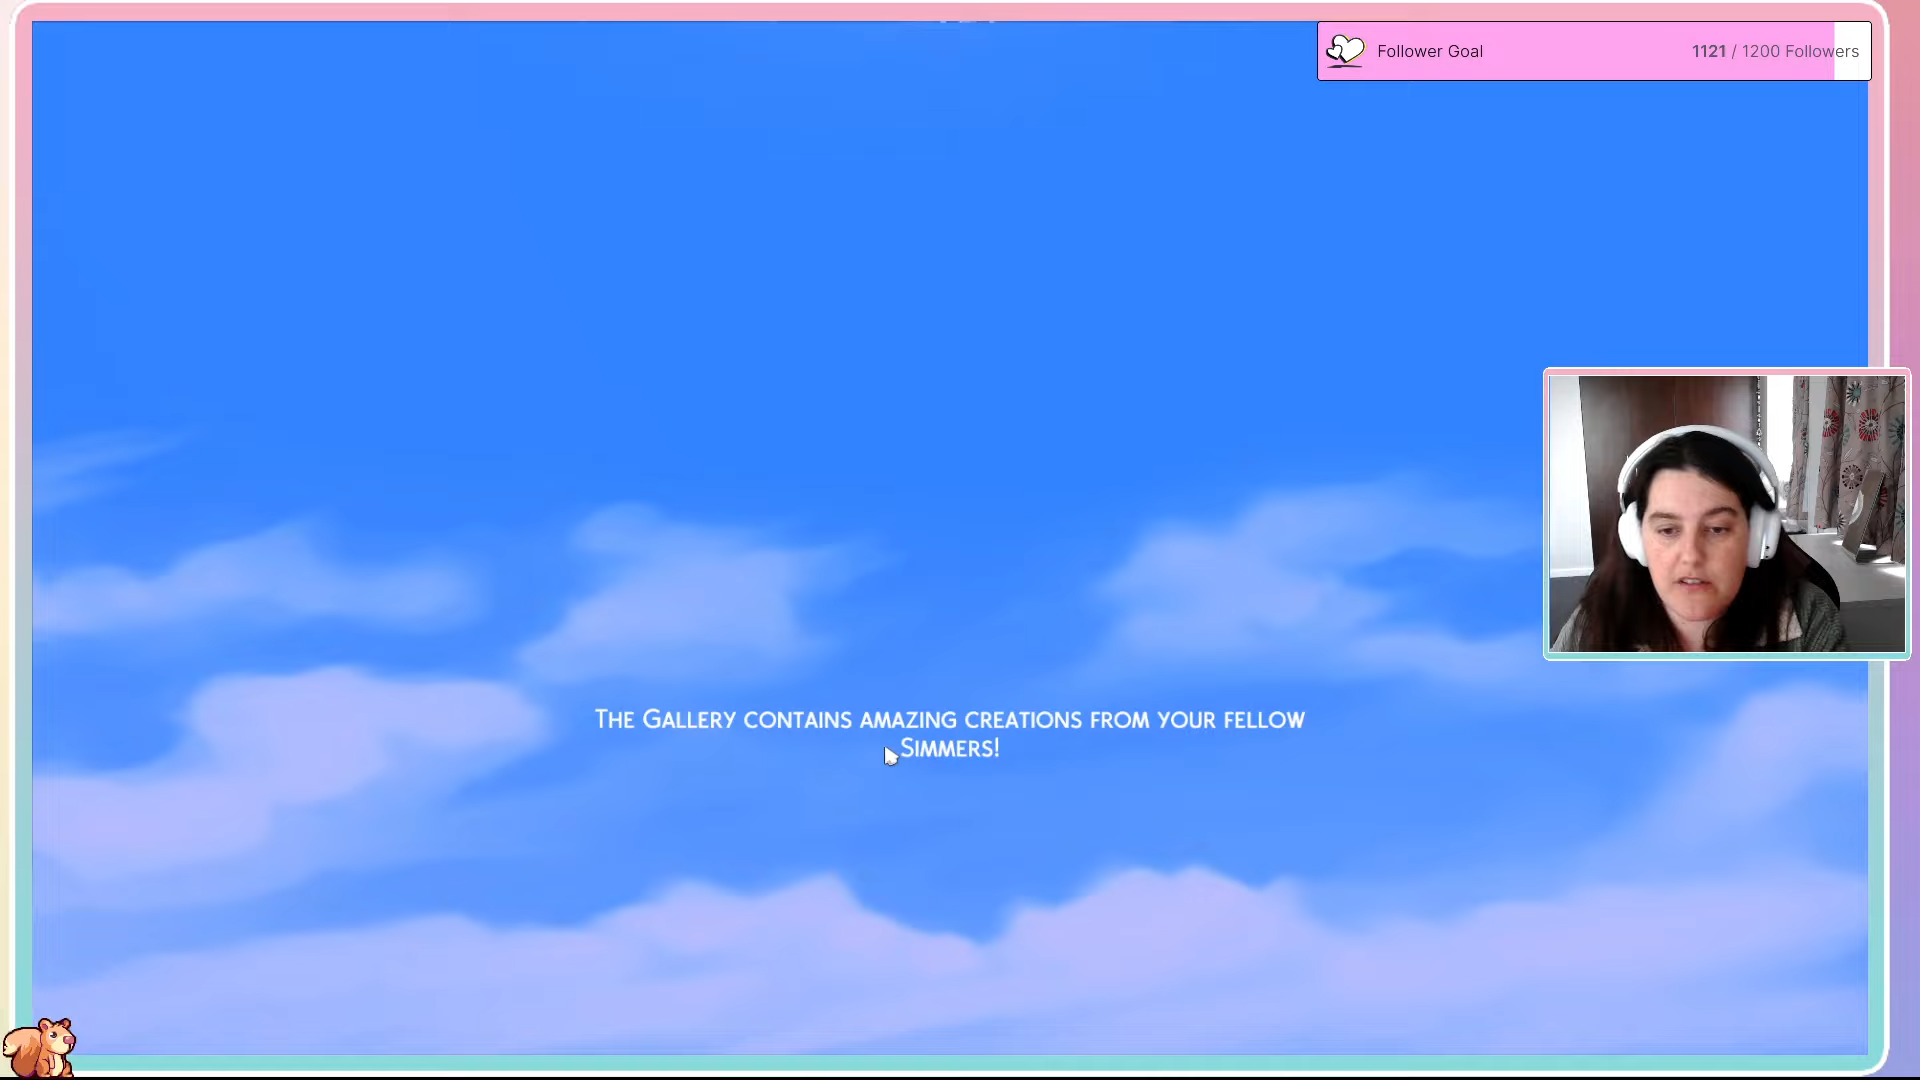 Follower Goal 1121 / 1200 Followers
THE GALLERY CONTAINS AMAZING CREATIONS FROM YOUR FELLOW
SIMMERS!